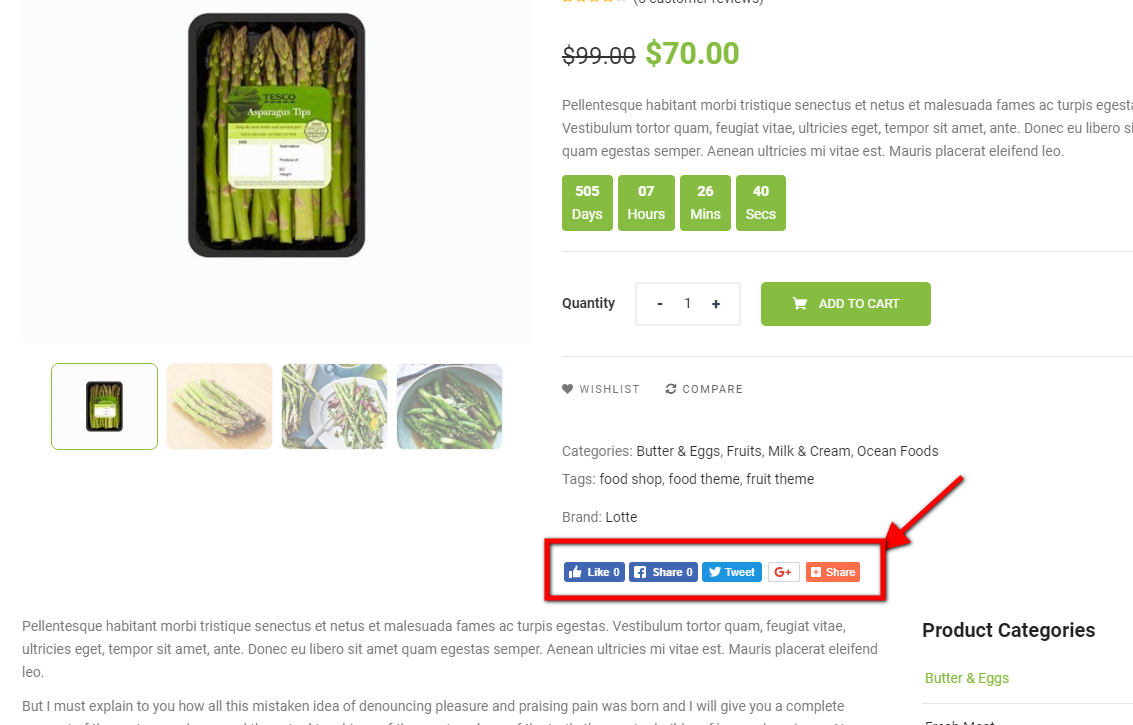 (3 customer reviews)
$99.00 $70.00
Pellentesque habitant morbi tristique senectus et netus et malesuada fames ac turpis egesta
Vestibulum tortor quam, feugiat vitae, ultricies eget, tempor sit amet, ante. Donec eu libero si
quam egestas semper. Aenean ultricies mi vitae est. Mauris placerat eleifend leo.
505 07 26 40
Days Hours Mins Secs
TESCO
Asparagus Tips
Quantity - 1 + ADD TO CART
WISHLIST COMPARE
Categories: Butter & Eggs, Fruits, Milk & Cream, Ocean Foods
Tags: food shop, food theme, fruit theme
Brand: Lotte
Like 0 Share 0 Tweet G+ Share
Pellentesque habitant morbi tristique senectus et netus et malesuada fames ac turpis egestas. Vestibulum tortor quam, feugiat vitae,
ultricies eget, tempor sit amet, ante. Donec eu libero sit amet quam egestas semper. Aenean ultricies mi vitae est. Mauris placerat eleifend
leo.
But I must explain to you how all this mistaken idea of denouncing pleasure and praising pain was born and I will give you a complete
Product Categories
Butter & Eggs
Fresh Meat